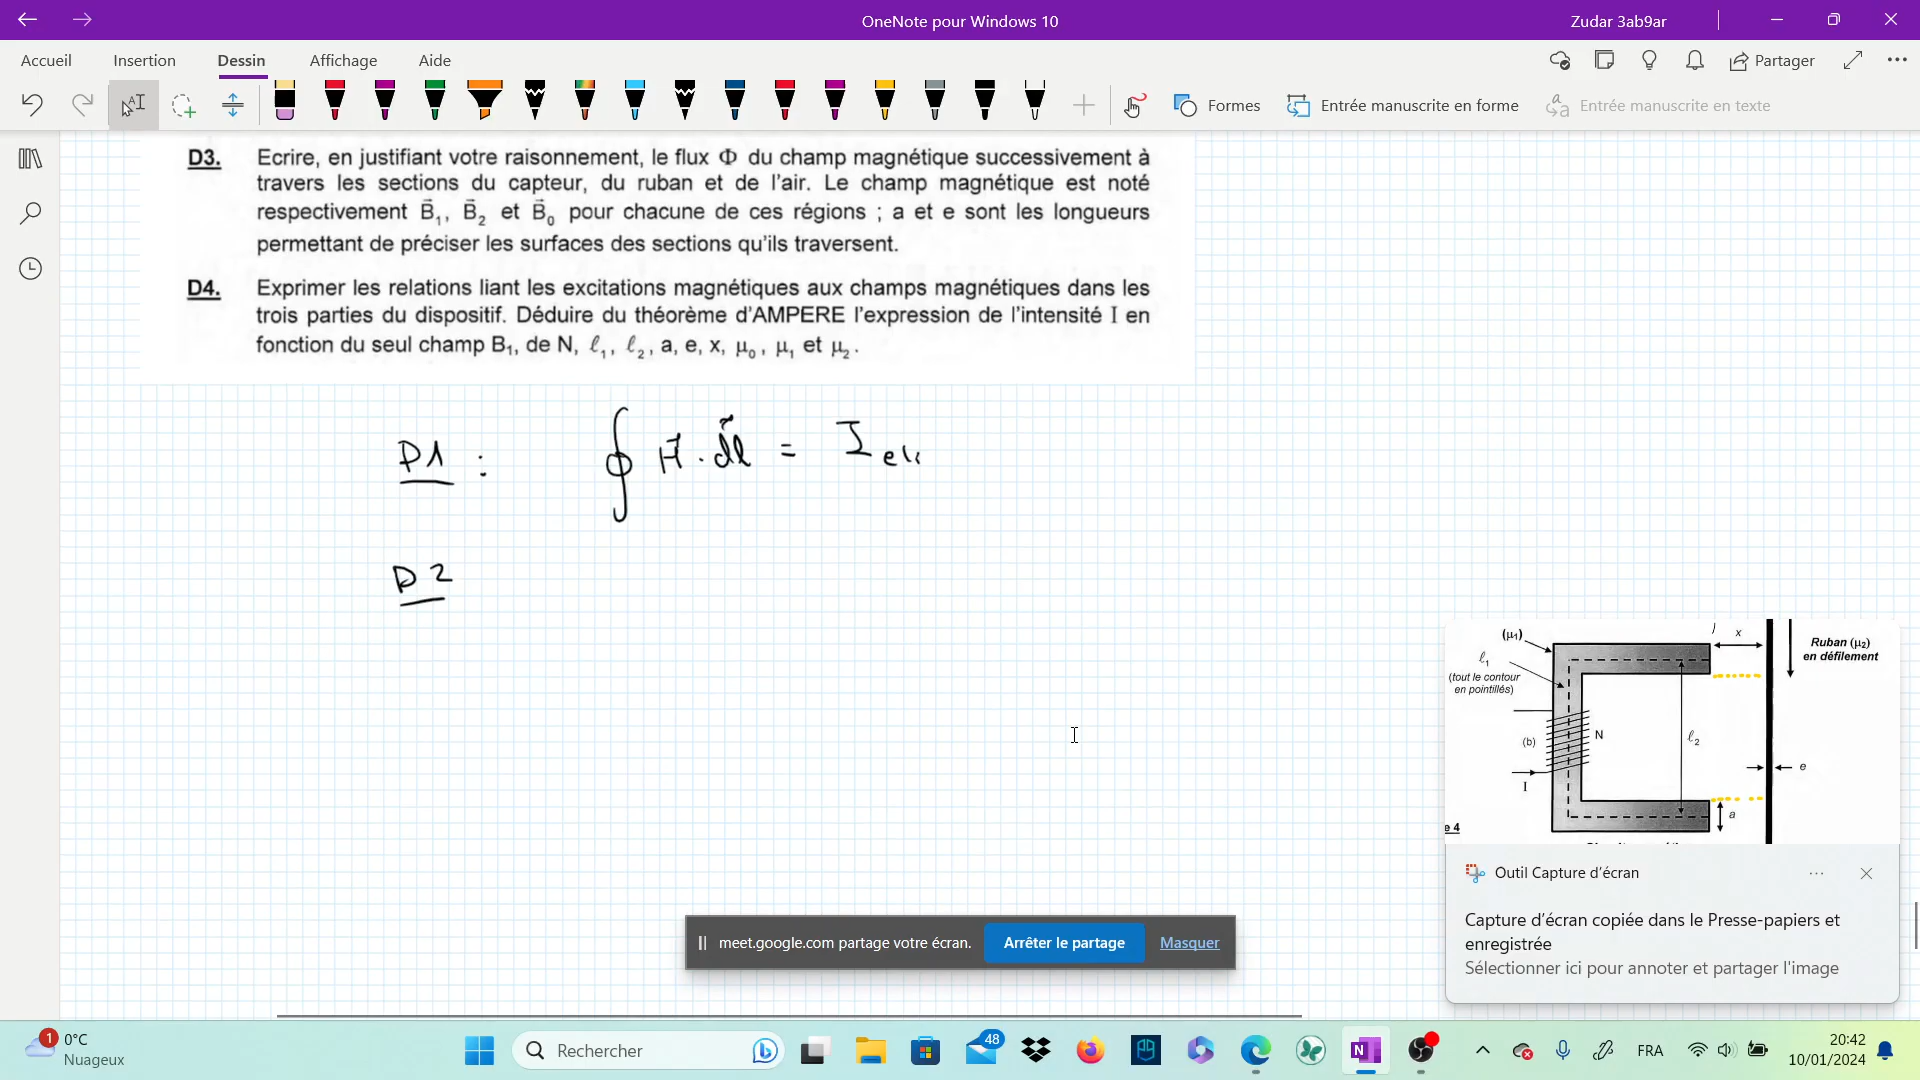 OneNote pour Windows 10
Zudar 3ab9ar
Accueil
Insertion
Dessin
Affichage
Aide
Partager
Formes
Entrée manuscrite en forme
Entrée manuscrite en texte
D3. Ecrire, en justifiant votre raisonnement, le flux Φ du champ magnétique successivement à
travers les sections du capteur, du ruban et de l'air. Le champ magnétique est noté
respectivement B⃗₁, B⃗₂ et B⃗₀ pour chacune de ces régions ; a et e sont les longueurs
permettant de préciser les surfaces des sections qu'ils traversent.
D4. Exprimer les relations liant les excitations magnétiques aux champs magnétiques dans les
trois parties du dispositif. Déduire du théorème d'AMPERE l'expression de l'intensité I en
fonction du seul champ B₁, de N, ℓ₁, ℓ₂, a, e, x, μ₀, μ₁ et μ₂.
D1 : ∮ H⃗ . d⃗l = I
D2
(μ₁)
x
Ruban (μ₂)
en défilement
ℓ₁
(tout le contour
en pointillés)
(b)
N
ℓ₂
e
I
a
e 4
Outil Capture d'écran
Capture d'écran copiée dans le Presse-papiers et
enregistrée
Sélectionner ici pour annoter et partager l'image
meet.google.com partage votre écran.
Arrêter le partage
Masquer
1
0°C
Nuageux
Rechercher
48
FRA
20:42
10/01/2024